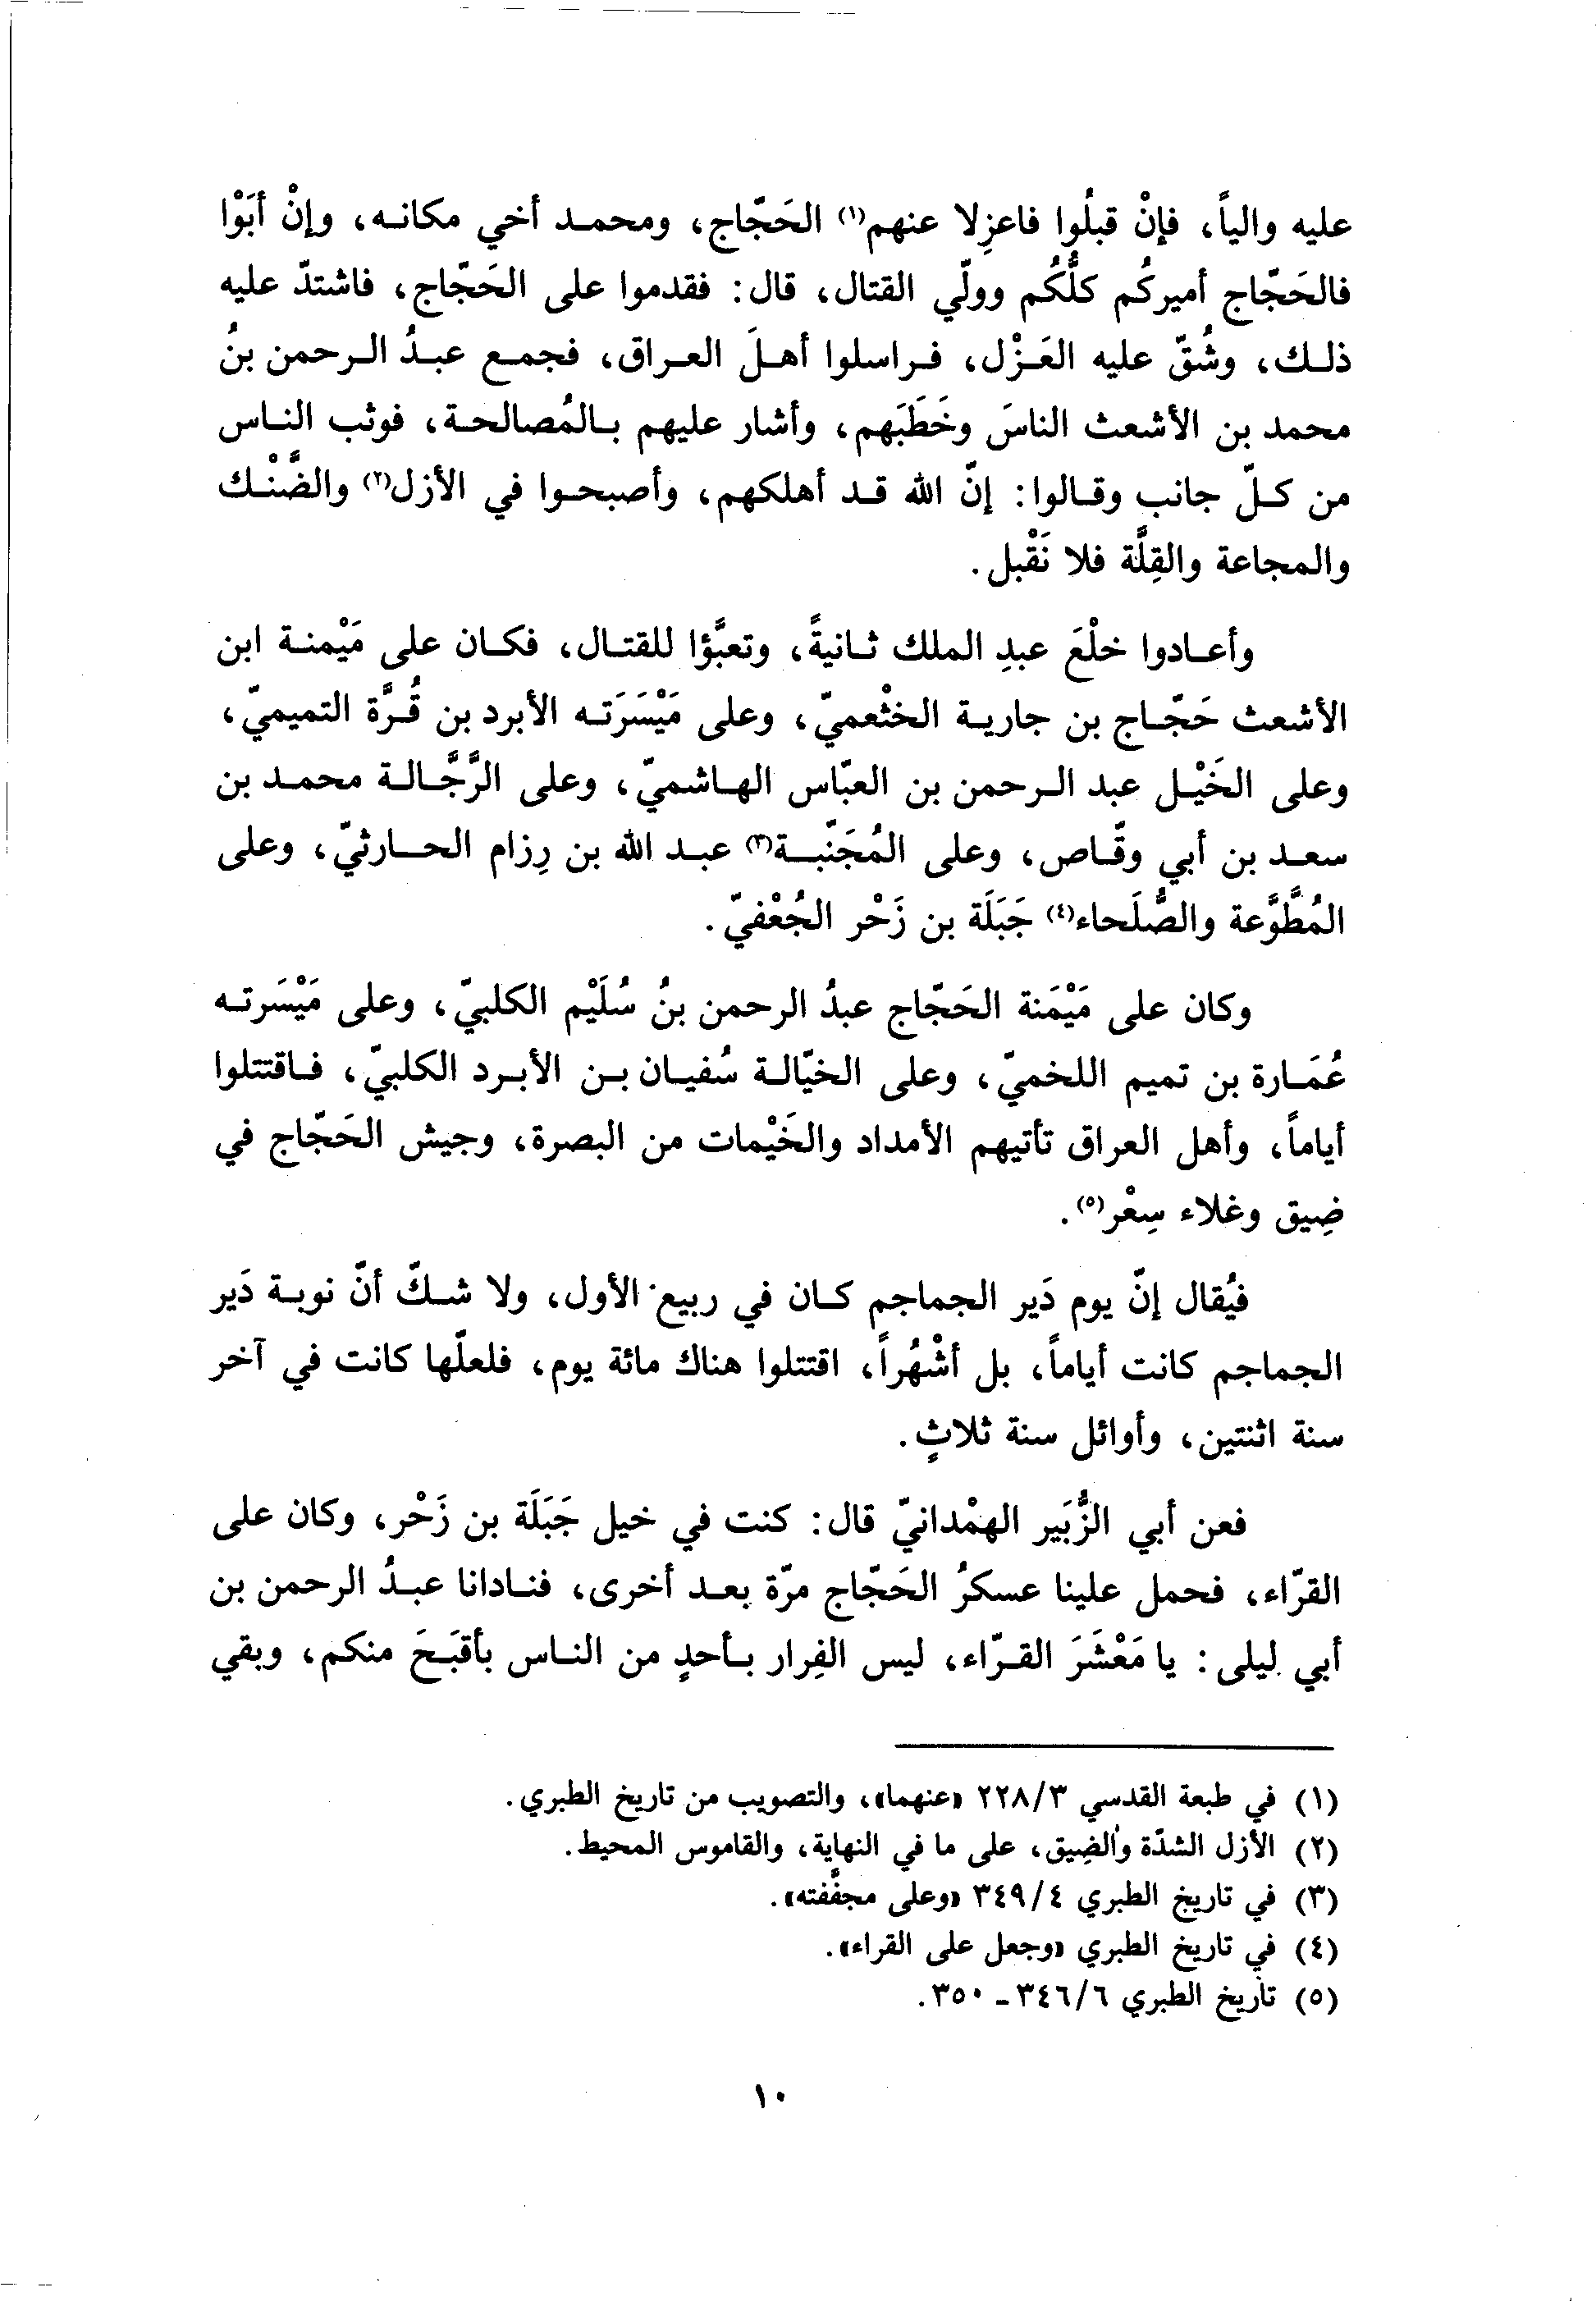 عليه والياً، فإنْ قبلُوا فاعزِلا عنهم(١) الحَجّاج، ومحمد أخي مكانه، وإنْ أبَوْا
فالحَجّاج أميركُم كلُّكُم وولّي القتال، قال: فقدموا على الحَجّاج، فاشتدّ عليه
ذلك، وشُقّ عليه العَزْل، فراسلوا أهلَ العراق، فجمع عبدُ الرحمن بنُ
محمد بن الأشعث الناسَ وخَطَبَهم، وأشار عليهم بالمُصالحة، فوثب الناس
من كلّ جانب وقالوا: إنّ الله قد أهلكهم، وأصبحوا في الأزل(٢) والضَّنْك
والمجاعة والقِلَّة فلا نَقْبل.
وأعادوا خلْعَ عبدِ الملك ثانيةً، وتعبَّؤا للقتال، فكان على مَيْمنة ابن
الأشعث حَجّاج بن جارية الخثْعميّ، وعلى مَيْسَرَته الأبرد بن قُرَّة التميميّ،
وعلى الخَيْل عبد الرحمن بن العبّاس الهاشميّ، وعلى الرَّجَّالة محمد بن
سعد بن أبي وقّاص، وعلى المُجَنّبة(٣) عبد الله بن رِزام الحارثيّ، وعلى
المُطَّوَّعة والصُّلَحاء(٤) جَبَلَة بن زَحْر الجُعْفيّ.
وكان على مَيْمَنة الحَجّاج عبدُ الرحمن بنُ سُلَيْم الكلبيّ، وعلى مَيْسَرته
عُمَارة بن تميم اللخميّ، وعلى الخيّالة سُفيان بن الأبرد الكلبيّ، فاقتتلوا
أياماً، وأهل العراق تأتيهم الأمداد والخَيْمات من البصرة، وجيش الحَجّاج في
ضِيق وغلاء سِعْر(٥).
فيُقال إنّ يوم دَير الجماجم كان في ربيع الأول، ولا شكّ أنّ نوبة دَير
الجماجم كانت أياماً، بل أشْهُراً، اقتتلوا هناك مائة يوم، فلعلّها كانت في آخر
سنة اثنتين، وأوائل سنة ثلاثٍ.
فعن أبي الزُّبَير الهمْدانيّ قال: كنت في خيل جَبَلَة بن زَحْر، وكان على
القرّاء، فحمل علينا عسكرُ الحَجّاج مرّة بعد أخرى، فنادانا عبدُ الرحمن بن
أبي ليلى: يا مَعْشَرَ القرّاء، ليس الفِرار بأحدٍ من الناس بأقبَحَ منكم، وبقي
(١) في طبعة القدسي ٢٢٨/٣ «عنهما»، والتصويب من تاريخ الطبري.
(٢) الأزل الشدّة والضِيق، على ما في النهاية، والقاموس المحيط.
(٣) في تاريخ الطبري ٣٤٩/٤ «وعلى مجفَّفته».
(٤) في تاريخ الطبري «وجعل على القراء».
(٥) تاريخ الطبري ٣٤٦/٦ - ٣٥٠.
١٠